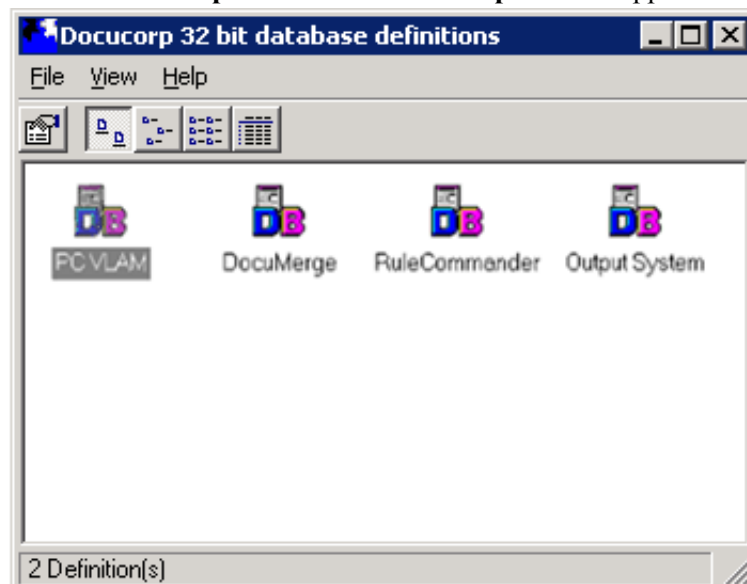 Docucorp 32 bit database definitions
File View Help
PC VLAM DocuMerge RuleCommander Output System
2 Definition(s)